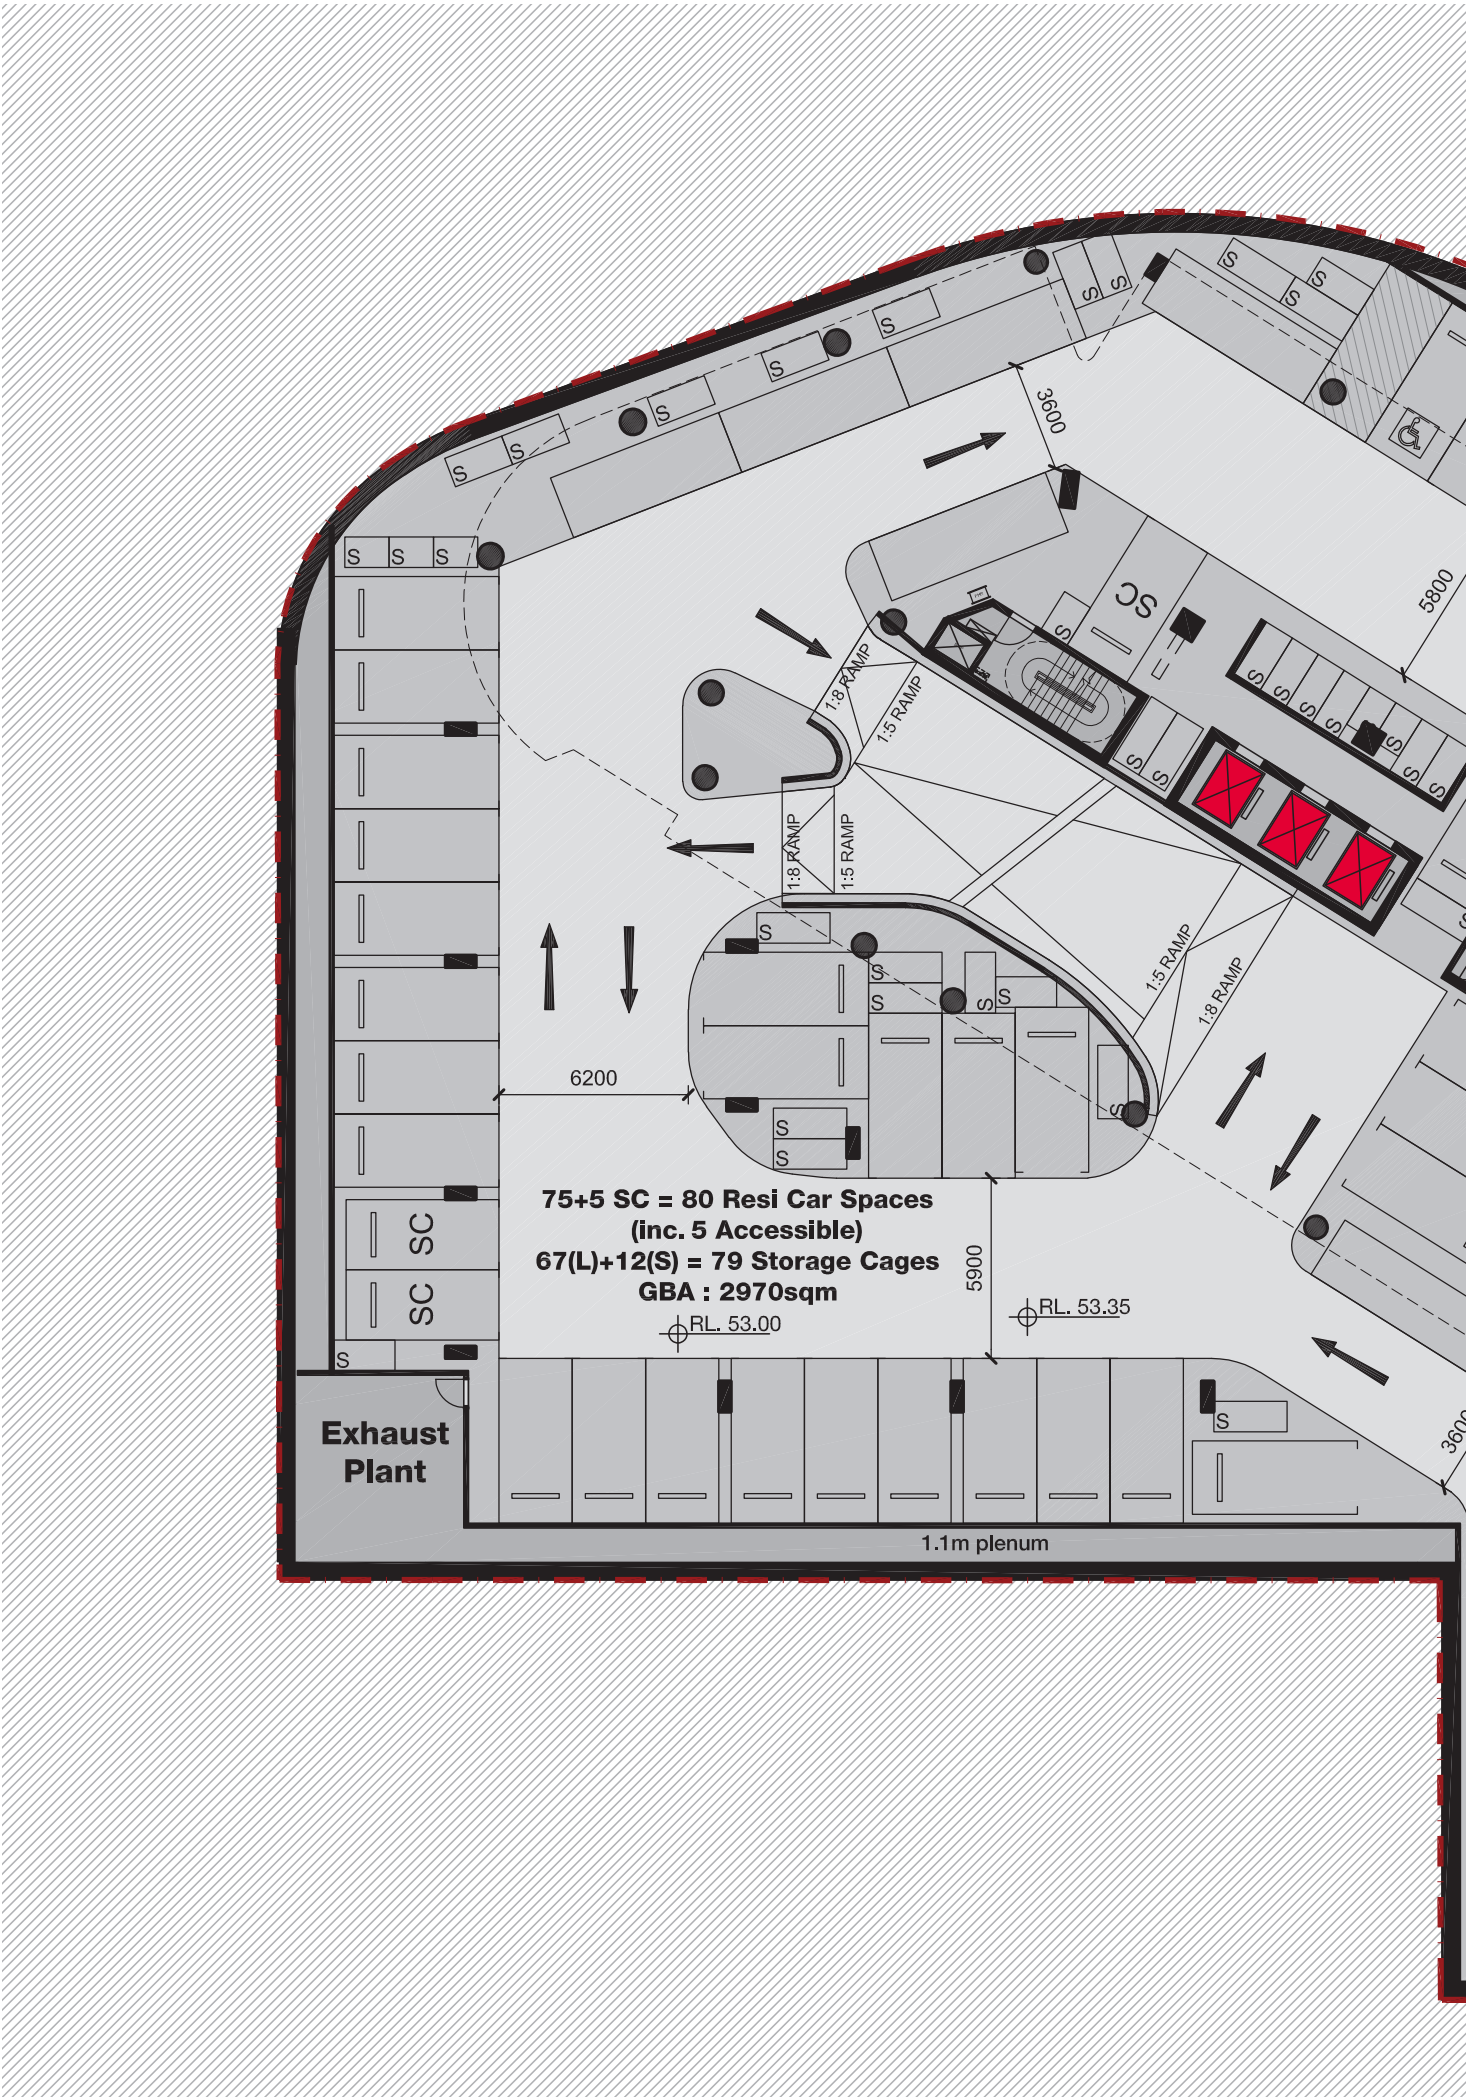 S
S
S
S
S
S
S
S
S
S
3600
S
S
S
5800
SC
S
1:8 RAMP
1:5 RAMP
S
S
S
S
S
S
S
S
S
S
1:8 RAMP
1:5 RAMP
S
S
S
S
S
S
1:5 RAMP
1:8 RAMP
6200
S
S
S
75+5 SC = 80 Resi Car Spaces
(inc. 5 Accessible)
67(L)+12(S) = 79 Storage Cages
GBA : 2970sqm
SC
SC
5900
RL. 53.00
RL. 53.35
S
S
3600
Exhaust
Plant
1.1m plenum